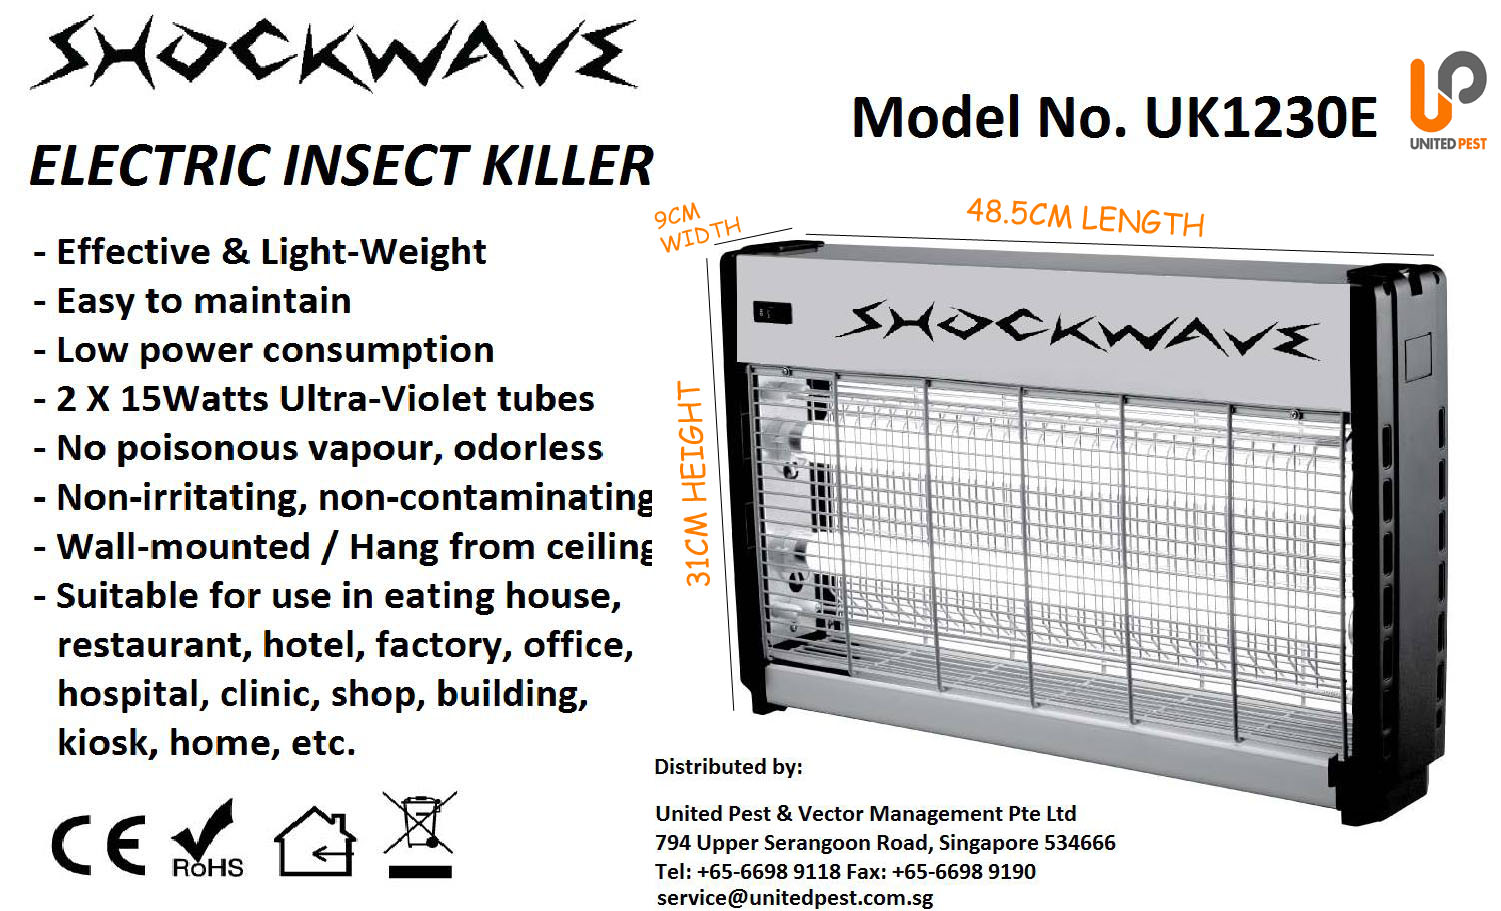 SHOCKWAVE
ELECTRIC INSECT KILLER
- Effective & Light-Weight
- Easy to maintain
- Low power consumption
- 2 X 15Watts Ultra-Violet tubes
- No poisonous vapour, odorless
- Non-irritating, non-contaminating
- Wall-mounted / Hang from ceiling
- Suitable for use in eating house,
restaurant, hotel, factory, office,
hospital, clinic, shop, building,
kiosk, home, etc.
CE
RoHS
Model No. UK1230E
UP
UNITED PEST
9CM
WIDTH
48.5CM LENGTH
31CM HEIGHT
SHOCKWAVE
Distributed by:
United Pest & Vector Management Pte Ltd
794 Upper Serangoon Road, Singapore 534666
Tel: +65-6698 9118 Fax: +65-6698 9190
service@unitedpest.com.sg